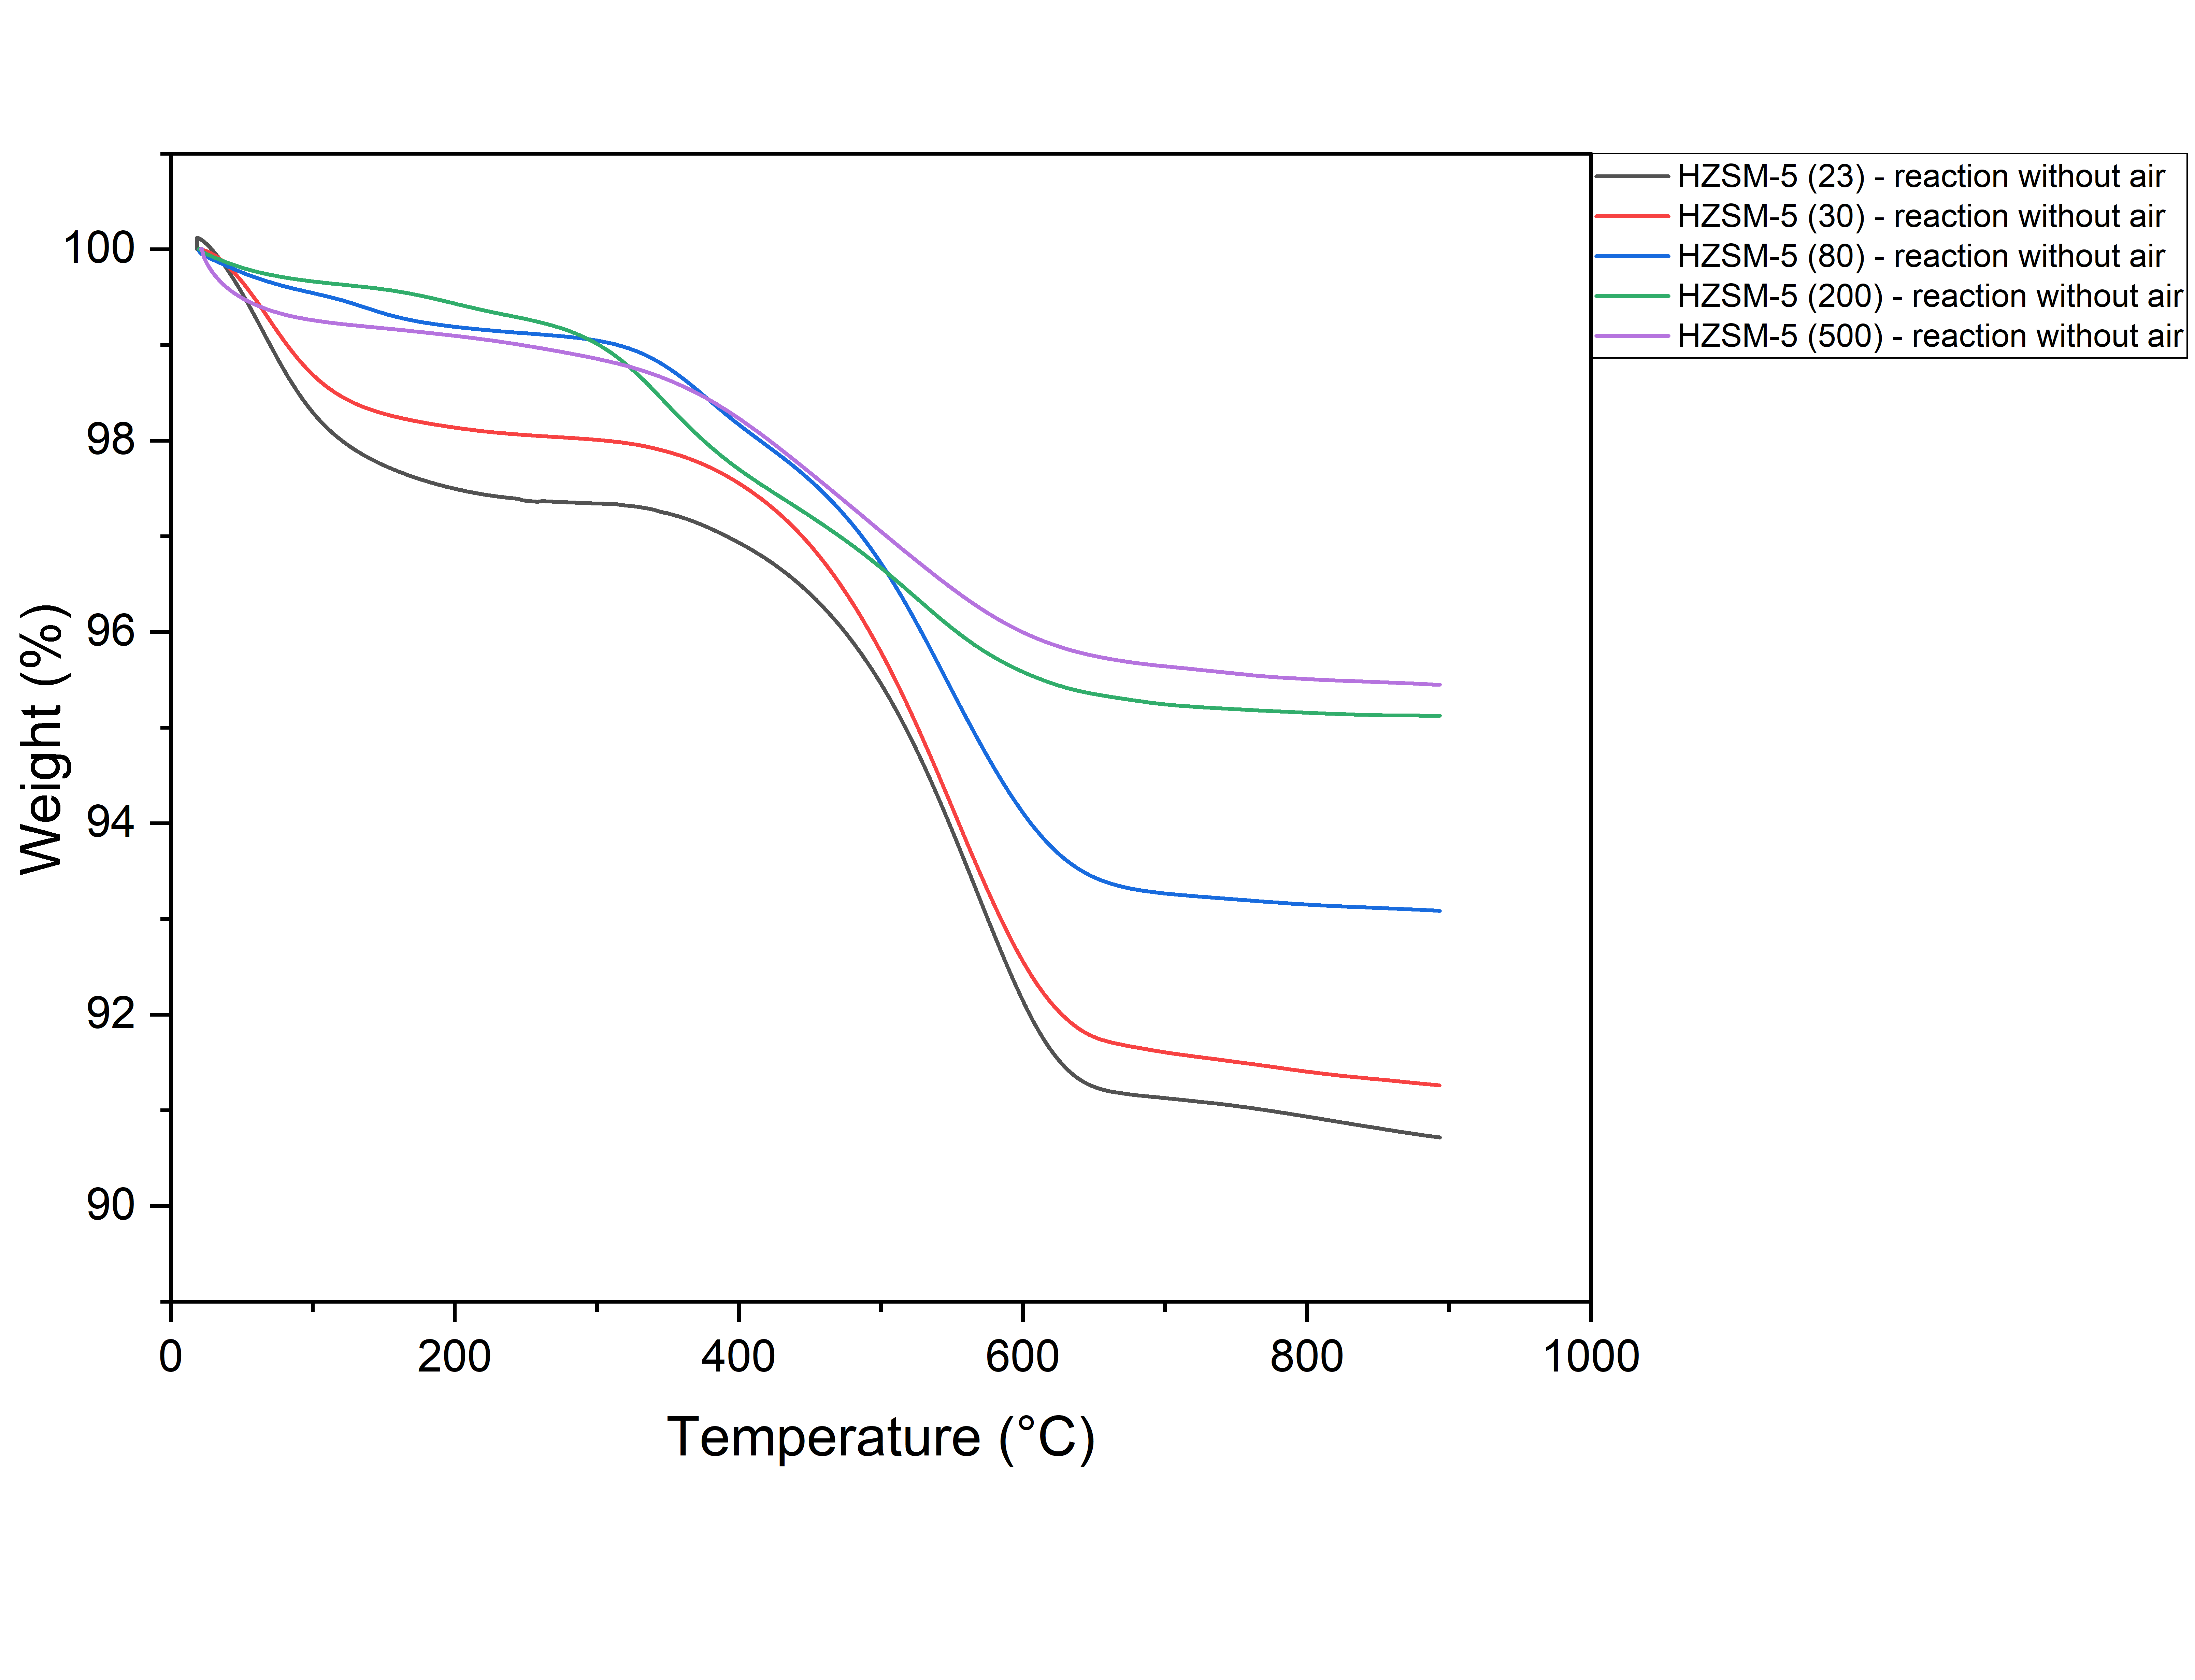 HZSM-5 (23) - reaction without air
HZSM-5 (30) - reaction without air
HZSM-5 (80) - reaction without air
HZSM-5 (200) - reaction without air
HZSM-5 (500) - reaction without air
100
98
96
94
92
90
Weight (%)
0 200 400 600 800 1000
Temperature (°C)